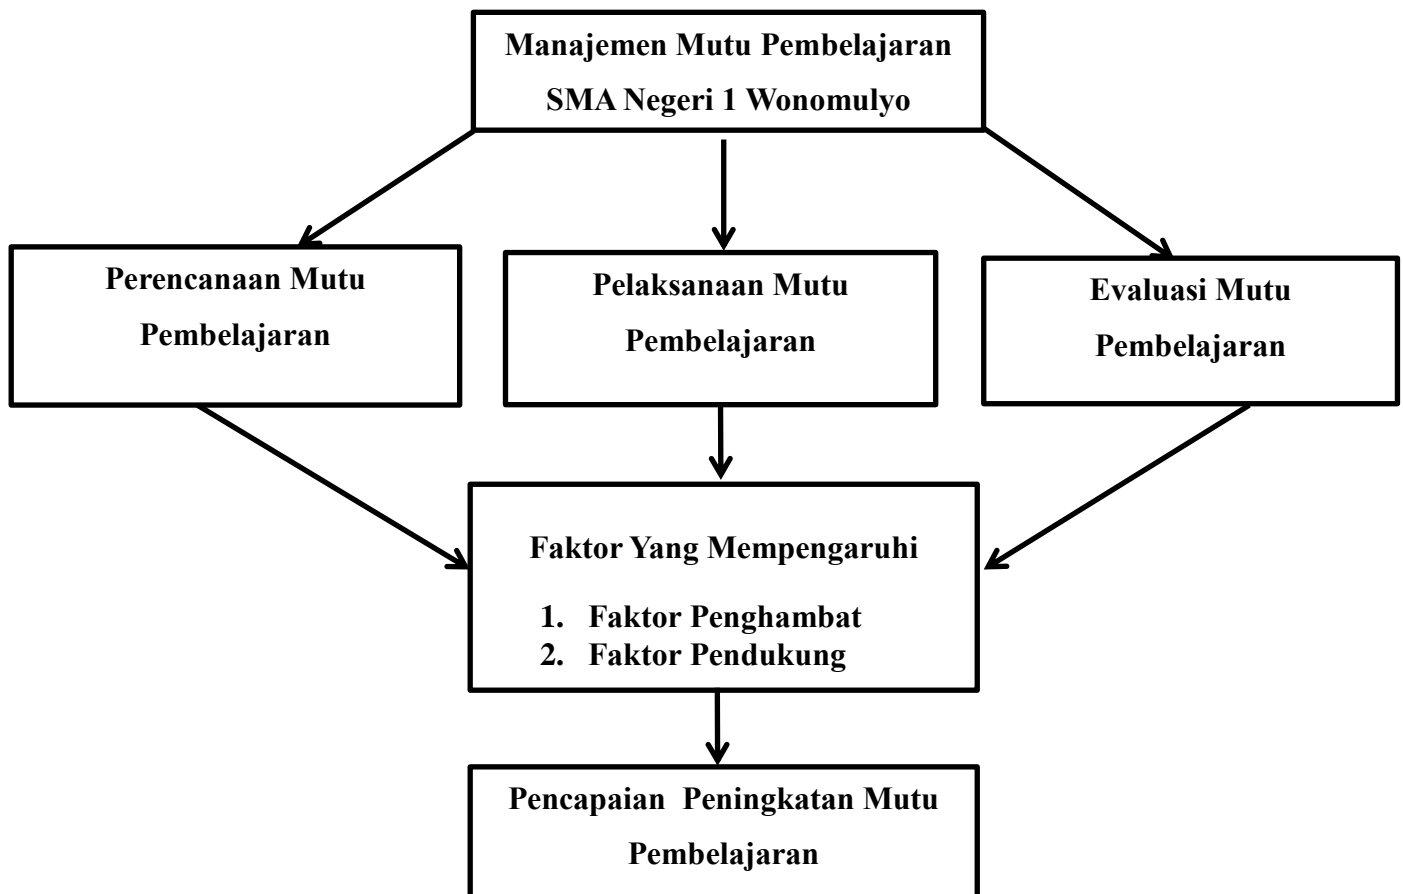 Manajemen Mutu Pembelajaran
SMA Negeri 1 Wonomulyo
Perencanaan Mutu
Pembelajaran
Pelaksanaan Mutu
Pembelajaran
Evaluasi Mutu
Pembelajaran
Faktor Yang Mempengaruhi
1. Faktor Penghambat
2. Faktor Pendukung
Pencapaian Peningkatan Mutu
Pembelajaran